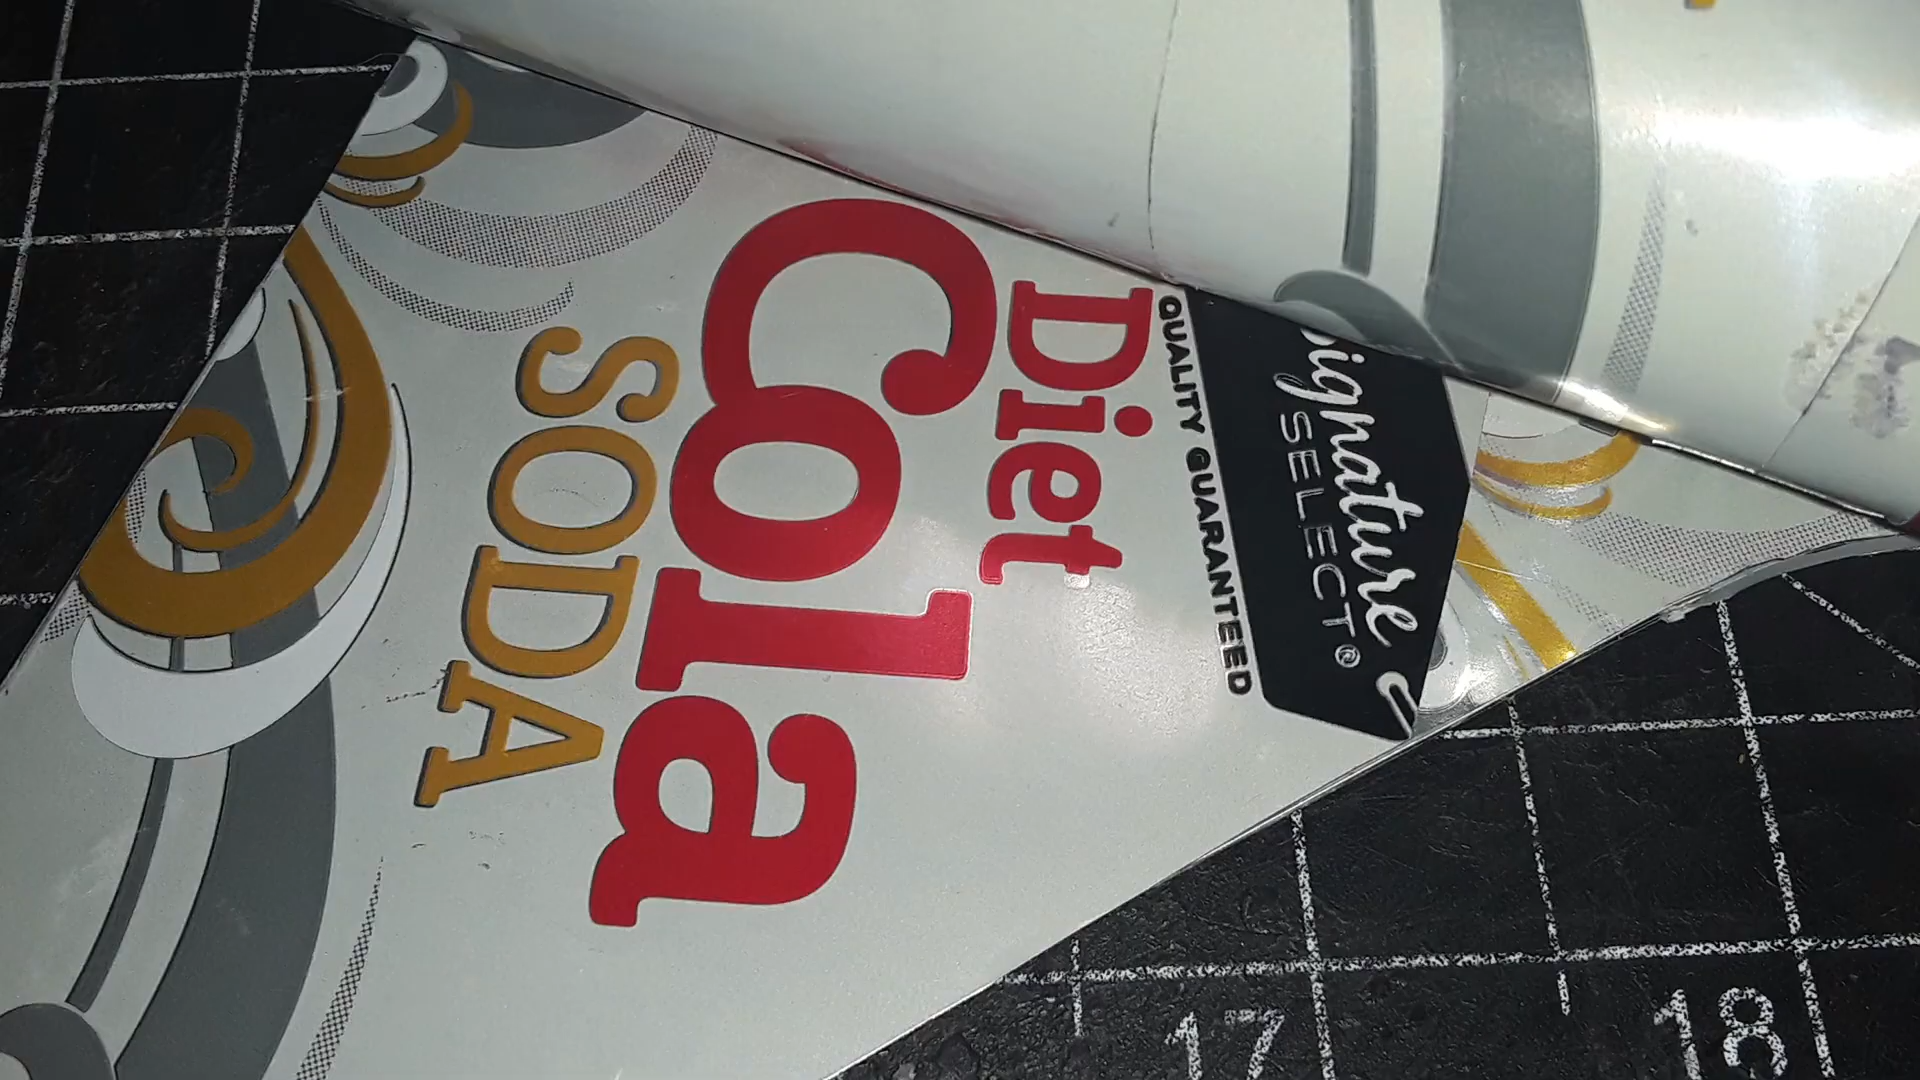 Signature
SELECT®
QUALITY GUARANTEED
Diet
Cola
SODA
17 18